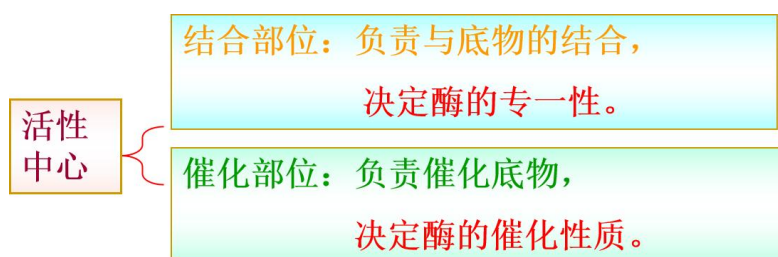 结合部位：负责与底物的结合，
决定酶的专一性。
活性
中心
催化部位：负责催化底物，
决定酶的催化性质。